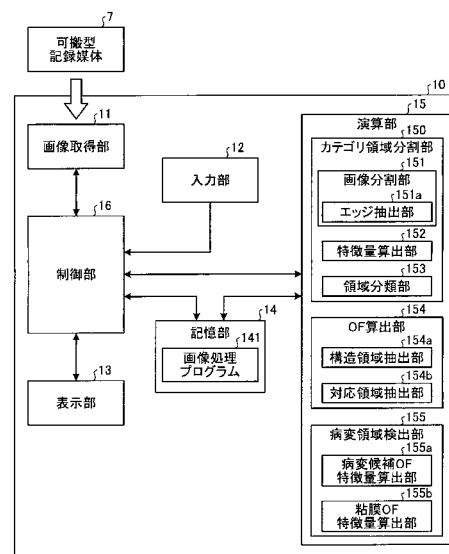 7
可搬型
記録媒体
10
11
画像取得部
12
入力部
16
制御部
13
表示部
14
記憶部
141
画像処理
プログラム
15
演算部
150
カテゴリ領域分割部
151
画像分割部
151a
エッジ抽出部
152
特徴量算出部
153
領域分類部
154
OF算出部
154a
構造領域抽出部
154b
対応領域抽出部
155
病変領域検出部
155a
病変候補OF
特徴量算出部
155b
粘膜OF
特徴量算出部